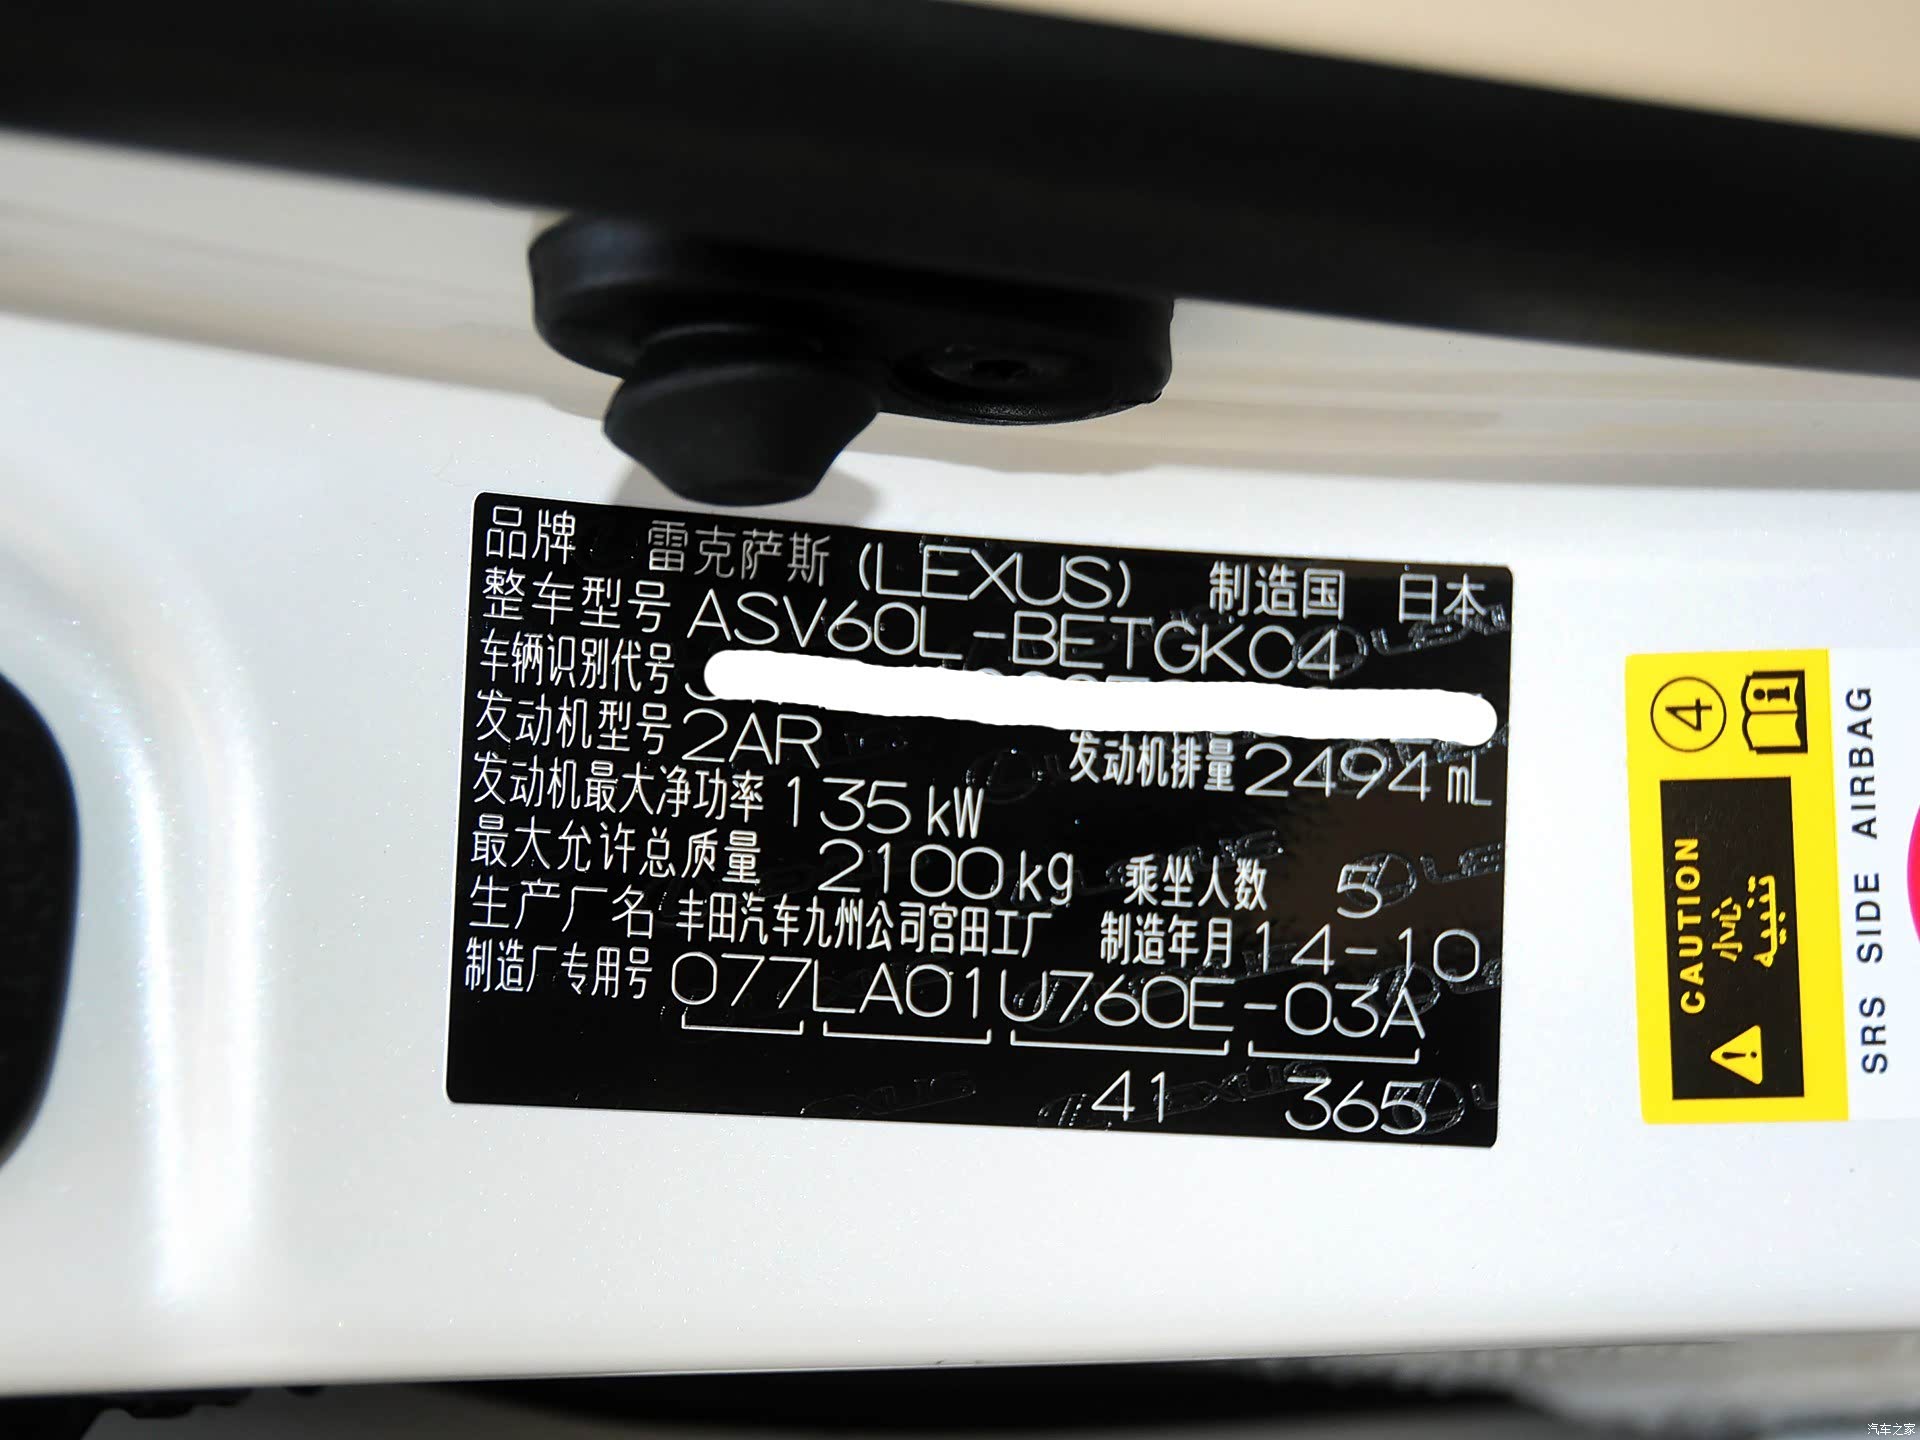 品牌 雷克萨斯 (LEXUS) 制造国 日本
整车型号 ASV60L-BETGKC4
车辆识别代号
发动机型号 2AR 发动机排量 2494 mL
发动机最大净功率 135 kW
最大允许总质量 2100 kg 乘坐人数 5
生产厂名 丰田汽车九州公司宫田工厂 制造年月 14-10
制造厂专用号 077LA01U760E-03A
41 365
4
CAUTION
小心
تنبيه
SRS SIDE AIRBAG
汽车之家